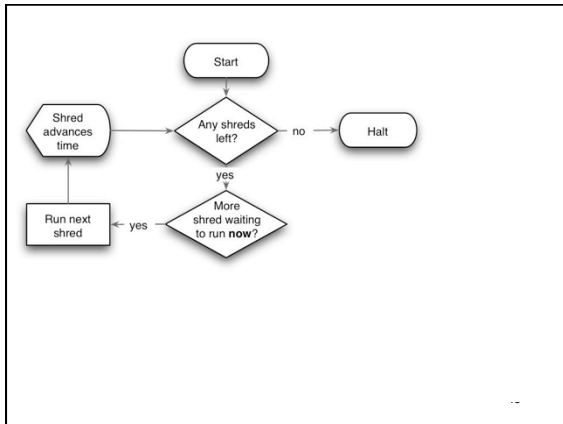 Start
Shred
advances
time
Any shreds
left?
no
Halt
yes
More
shred waiting
to run now?
yes
Run next
shred